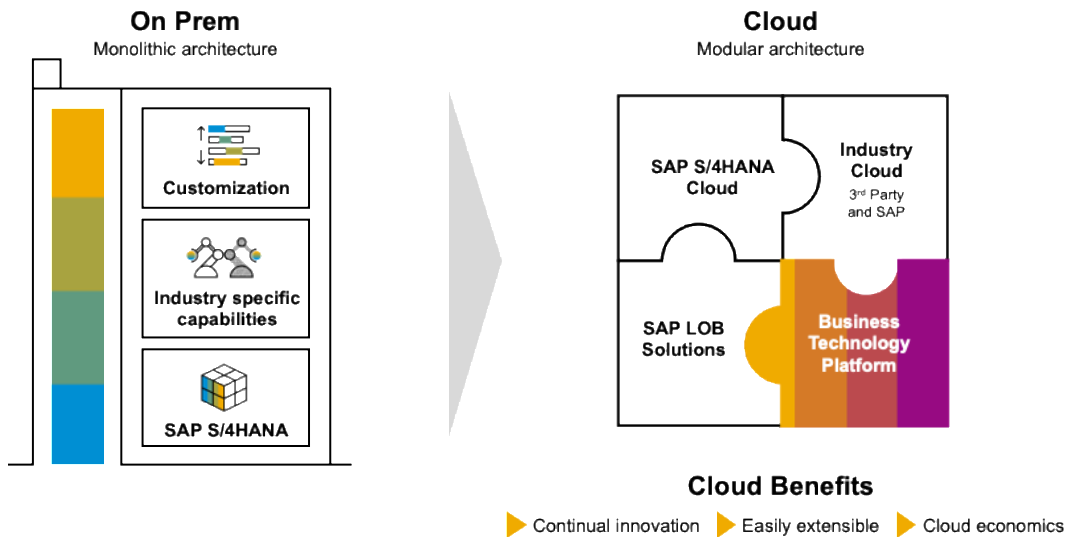 On Prem
Monolithic architecture
Customization
Industry specific
capabilities
SAP S/4HANA
Cloud
Modular architecture
SAP S/4HANA
Cloud
Industry
Cloud
3rd Party
and SAP
SAP LOB
Solutions
Business
Technology
Platform
Cloud Benefits
Continual innovation
Easily extensible
Cloud economics